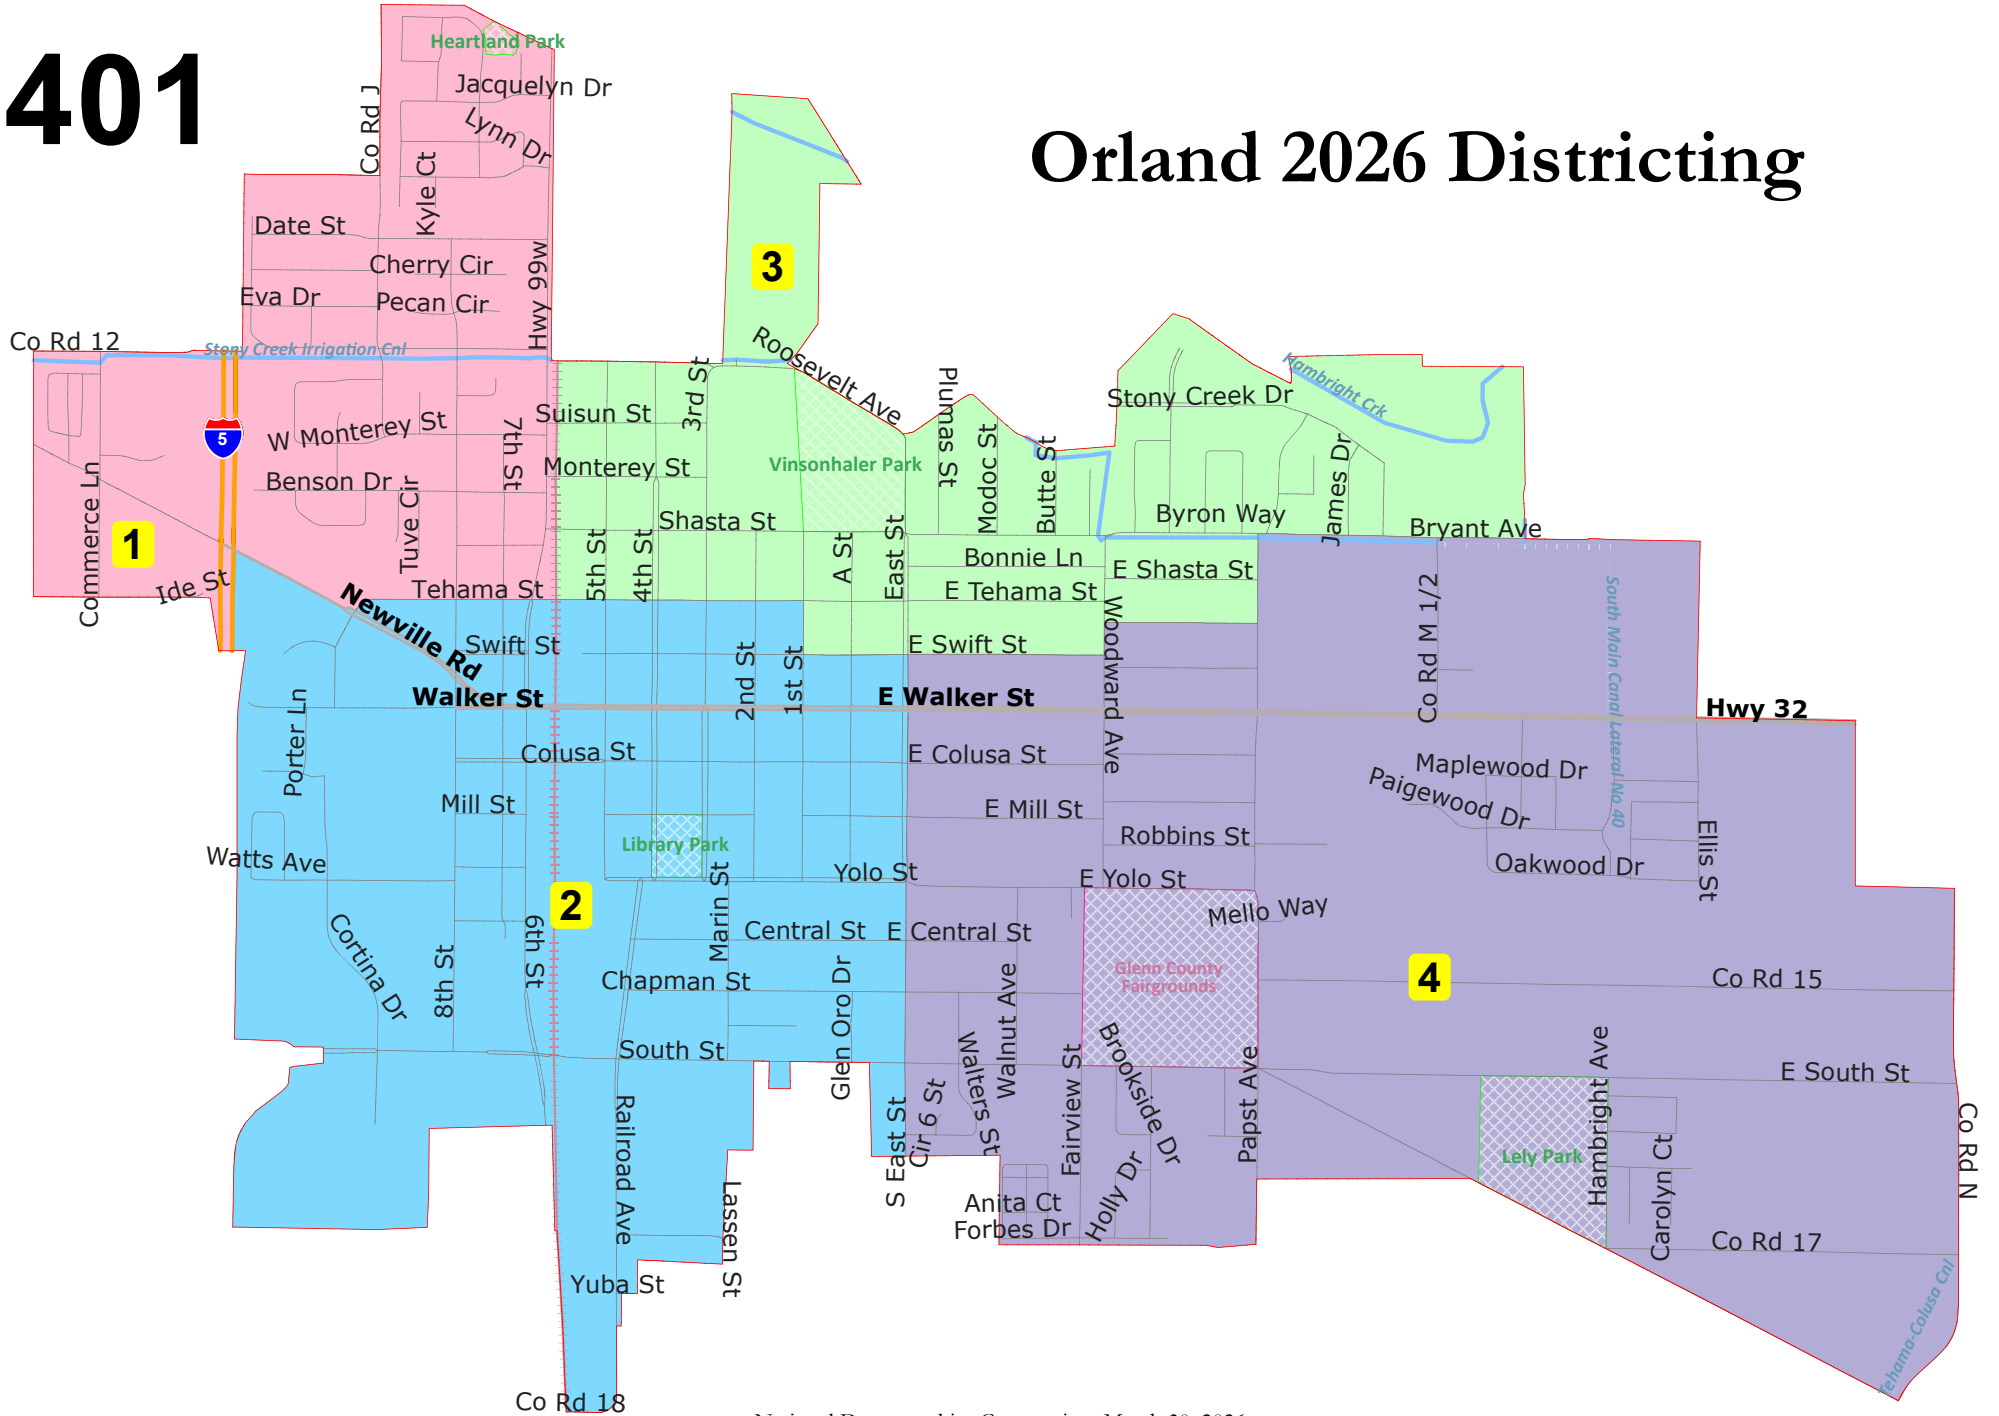 401
Orland 2026 Districting
Heartland Park
Jacquelyn Dr
Lynn Dr
Co Rd J
Kyle Ct
Date St
Cherry Cir
Eva Dr
Pecan Cir
Hwy 99w
3
Co Rd 12
Stony Creek Irrigation Cnl
Roosevelt Ave
3rd St
Plumas St
Stony Creek Dr
Hambright Crk
Suisun St
5
W Monterey St
7th St
Monterey St
Vinsonhaler Park
Modoc St
Butte St
James Dr
Benson Dr
Tuve Cir
Commerce Ln
1
Shasta St
Byron Way
Bryant Ave
5th St
4th St
A St
East St
Bonnie Ln
E Shasta St
Ide St
Tehama St
E Tehama St
Newville Rd
Swift St
E Swift St
Woodward Ave
Co Rd M 1/2
South Main Canal Lateral No 40
2nd St
1st St
Walker St
E Walker St
Hwy 32
Porter Ln
Colusa St
E Colusa St
Maplewood Dr
Paigewood Dr
Mill St
E Mill St
Robbins St
Library Park
Watts Ave
Yolo St
E Yolo St
Oakwood Dr
Ellis St
2
Marin St
Mello Way
Cortina Dr
8th St
6th St
Central St
E Central St
Chapman St
Glen Oro Dr
Walnut Ave
Glenn County
Fairgrounds
4
Co Rd 15
South St
Walters St
Fairview St
Brookside Dr
Papst Ave
Hambright Ave
E South St
Railroad Ave
S East St
Cir 6 St
Lely Park
Carolyn Ct
Co Rd N
Lassen St
Anita Ct
Forbes Dr
Holly Dr
Co Rd 17
Yuba St
Tehama-Colusa Cnl
Co Rd 18